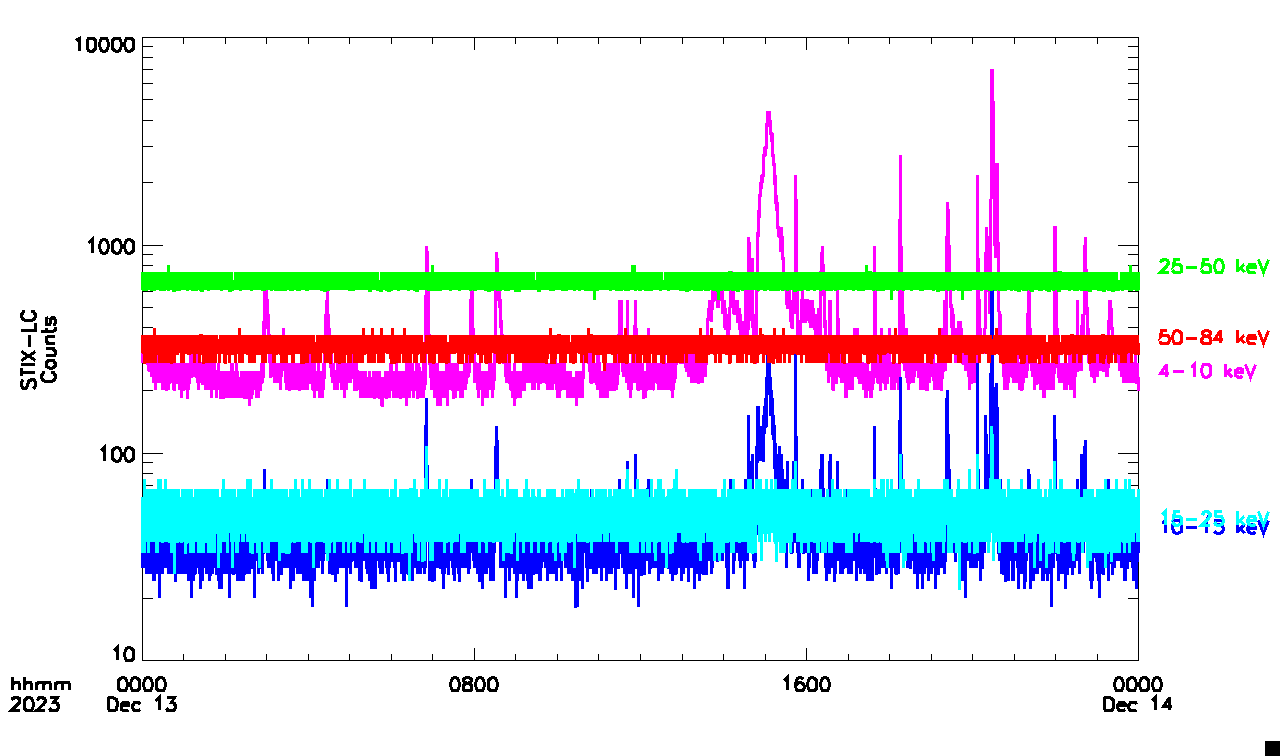 10000
1000
100
10
STIX-LC
Counts
25-50 keV
50-84 keV
4-10 keV
15-25 keV
10-15 keV
hhmm 0000 0800 1600 0000
2023 Dec 13 Dec 14